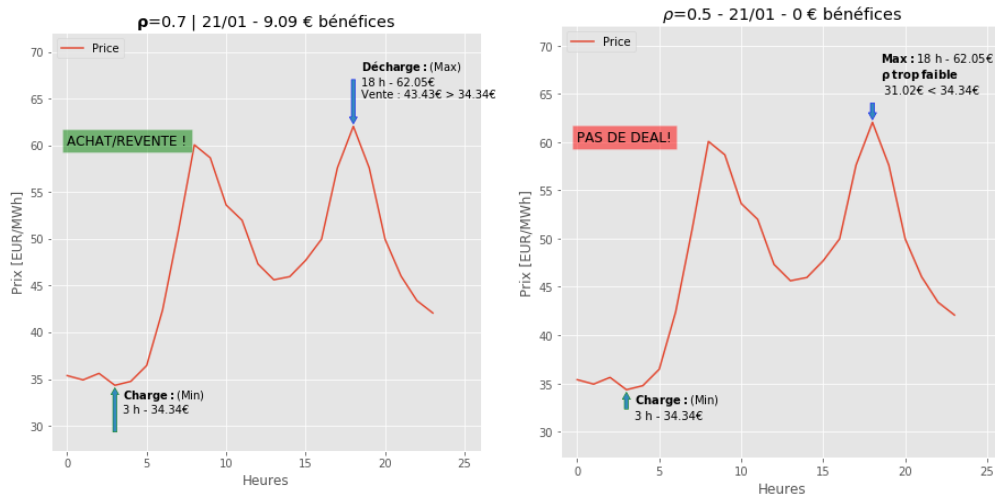 ρ=0.7 | 21/01 - 9.09 € bénéfices
Price
Décharge : (Max)
18 h - 62.05€
Vente : 43.43€ > 34.34€
ACHAT/REVENTE !
Charge : (Min)
3 h - 34.34€
Prix [EUR/MWh]
70
65
60
55
50
45
40
35
30
0 5 10 15 20 25
Heures
ρ=0.5 - 21/01 - 0 € bénéfices
Price
Max : 18 h - 62.05€
ρ trop faible
31.02€ < 34.34€
PAS DE DEAL!
Charge : (Min)
3 h - 34.34€
Prix [EUR/MWh]
70
65
60
55
50
45
40
35
30
0 5 10 15 20 25
Heures